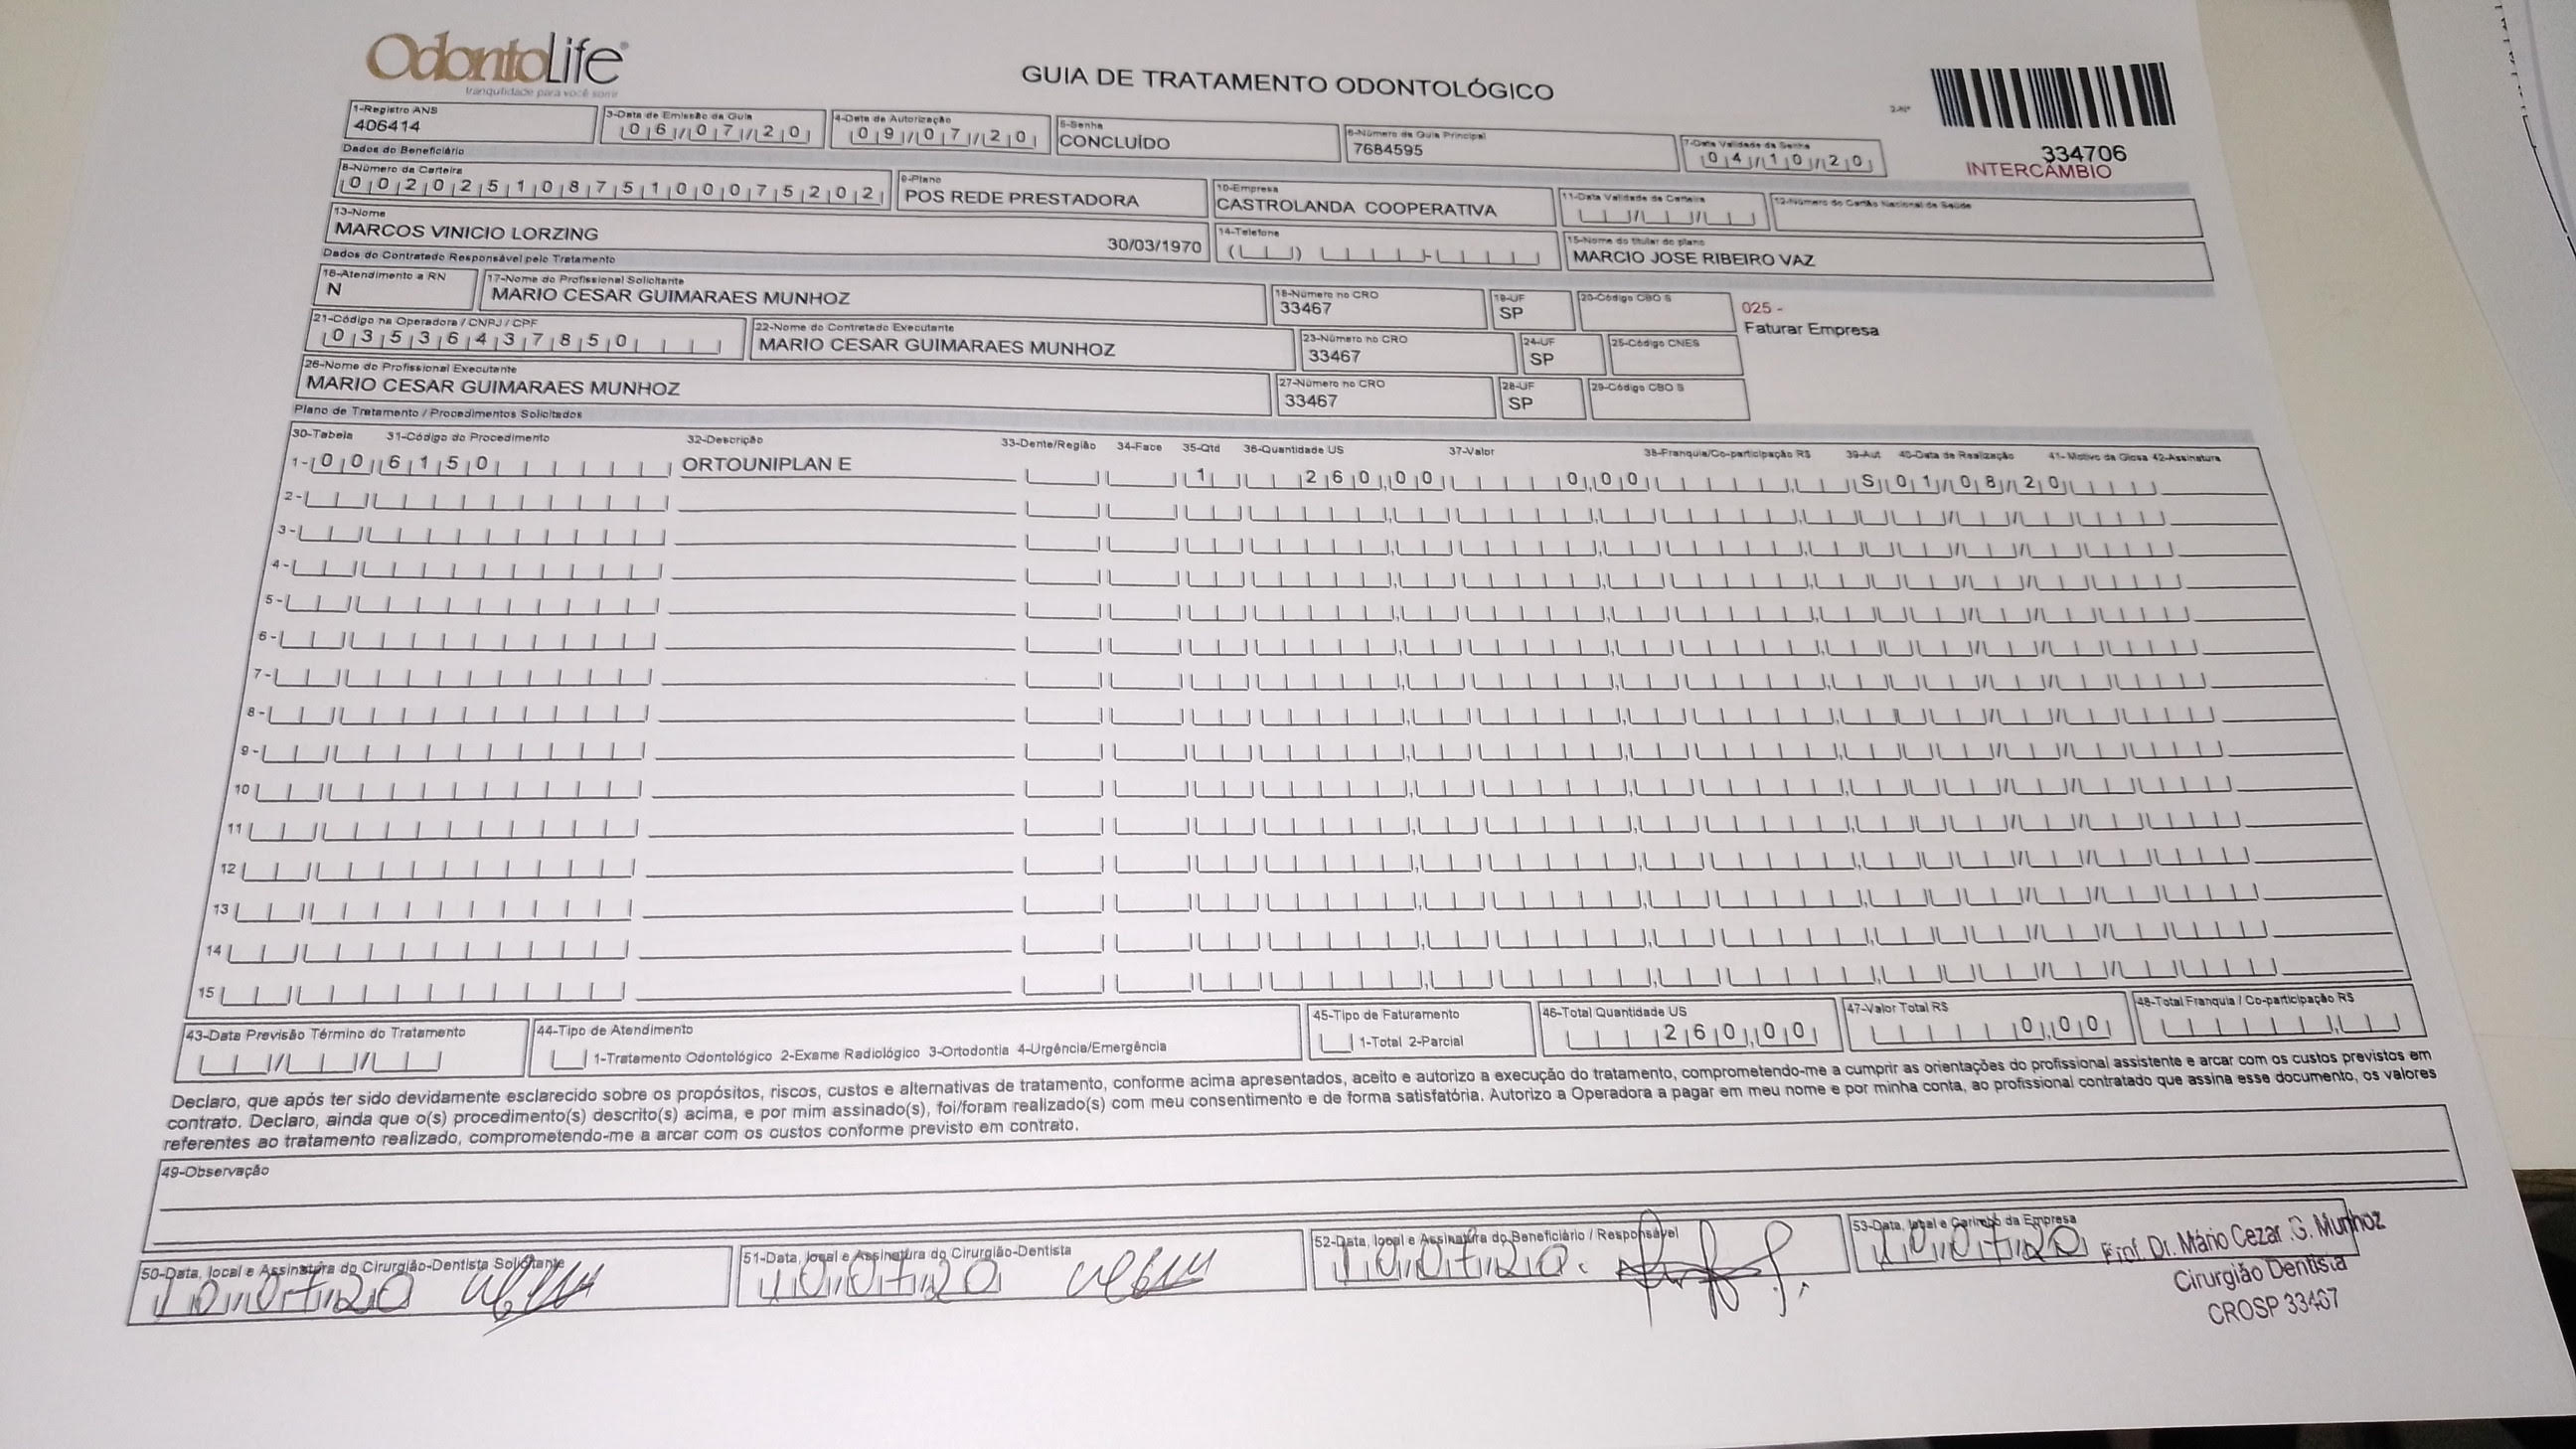 OdontoLife®
tranquilidade para você sorrir
GUIA DE TRATAMENTO ODONTOLÓGICO
2-Nº
334706
INTERCÂMBIO
1-Registro ANS
406414
3-Data de Emissão da Guia
06/07/20
4-Data de Autorização
09/07/20
5-Senha
CONCLUÍDO
6-Número da Guia Principal
7684595
7-Data Validade da Senha
04/10/20
Dados do Beneficiário
8-Número da Carteira
00202510875100075202
9-Plano
POS REDE PRESTADORA
10-Empresa
CASTROLANDA COOPERATIVA
11-Data Validade da Carteira
12-Número do Cartão Nacional de Saúde
13-Nome
MARCOS VINICIO LORZING 30/03/1970
14-Telefone
15-Nome do titular do plano
MARCIO JOSE RIBEIRO VAZ
Dados do Contratado Responsável pelo Tratamento
16-Atendimento a RN
N
17-Nome do Profissional Solicitante
MARIO CESAR GUIMARAES MUNHOZ
18-Número no CRO
33467
19-UF
SP
20-Código CBO S
025 -
Faturar Empresa
21-Código na Operadora / CNPJ / CPF
03536437850
22-Nome do Contratado Executante
MARIO CESAR GUIMARAES MUNHOZ
23-Número no CRO
33467
24-UF
SP
25-Código CNES
26-Nome do Profissional Executante
MARIO CESAR GUIMARAES MUNHOZ
27-Número no CRO
33467
28-UF
SP
29-Código CBO S
Plano de Tratamento / Procedimentos Solicitados
30-Tabela 31-Código do Procedimento 32-Descrição 33-Dente/Região 34-Face 35-Qtd 36-Quantidade US 37-Valor 38-Franquia/Co-participação R$ 39-Aut 40-Data de Realização 41-Motivo da Glosa 42-Assinatura
1- 00 6150 ORTOUNIPLAN E 1 260,00 0,00 S 01/08/20
2-
3-
4-
5-
6-
7-
8-
9-
10
11
12
13
14
15
43-Data Previsão Término do Tratamento
44-Tipo de Atendimento
1-Tratamento Odontológico 2-Exame Radiológico 3-Ortodontia 4-Urgência/Emergência
45-Tipo de Faturamento
1-Total 2-Parcial
46-Total Quantidade US
260,00
47-Valor Total R$
0,00
48-Total Franquia / Co-participação R$
Declaro, que após ter sido devidamente esclarecido sobre os propósitos, riscos, custos e alternativas de tratamento, conforme acima apresentados, aceito e autorizo a execução do tratamento, comprometendo-me a cumprir as orientações do profissional assistente e arcar com os custos previstos em
contrato. Declaro, ainda que o(s) procedimento(s) descrito(s) acima, e por mim assinado(s), foi/foram realizado(s) com meu consentimento e de forma satisfatória. Autorizo a Operadora a pagar em meu nome e por minha conta, ao profissional contratado que assina esse documento, os valores
referentes ao tratamento realizado, comprometendo-me a arcar com os custos conforme previsto em contrato.
49-Observação
50-Data, local e Assinatura do Cirurgião-Dentista Solicitante
10/07/20
51-Data, local e Assinatura do Cirurgião-Dentista
10/07/20
52-Data, local e Assinatura do Beneficiário / Responsável
10/07/20.
53-Data, local e Carimbo da Empresa
10/07/20
Prof. Dr. Mário Cezar .G. Munhoz
Cirurgião Dentista
CROSP 33467